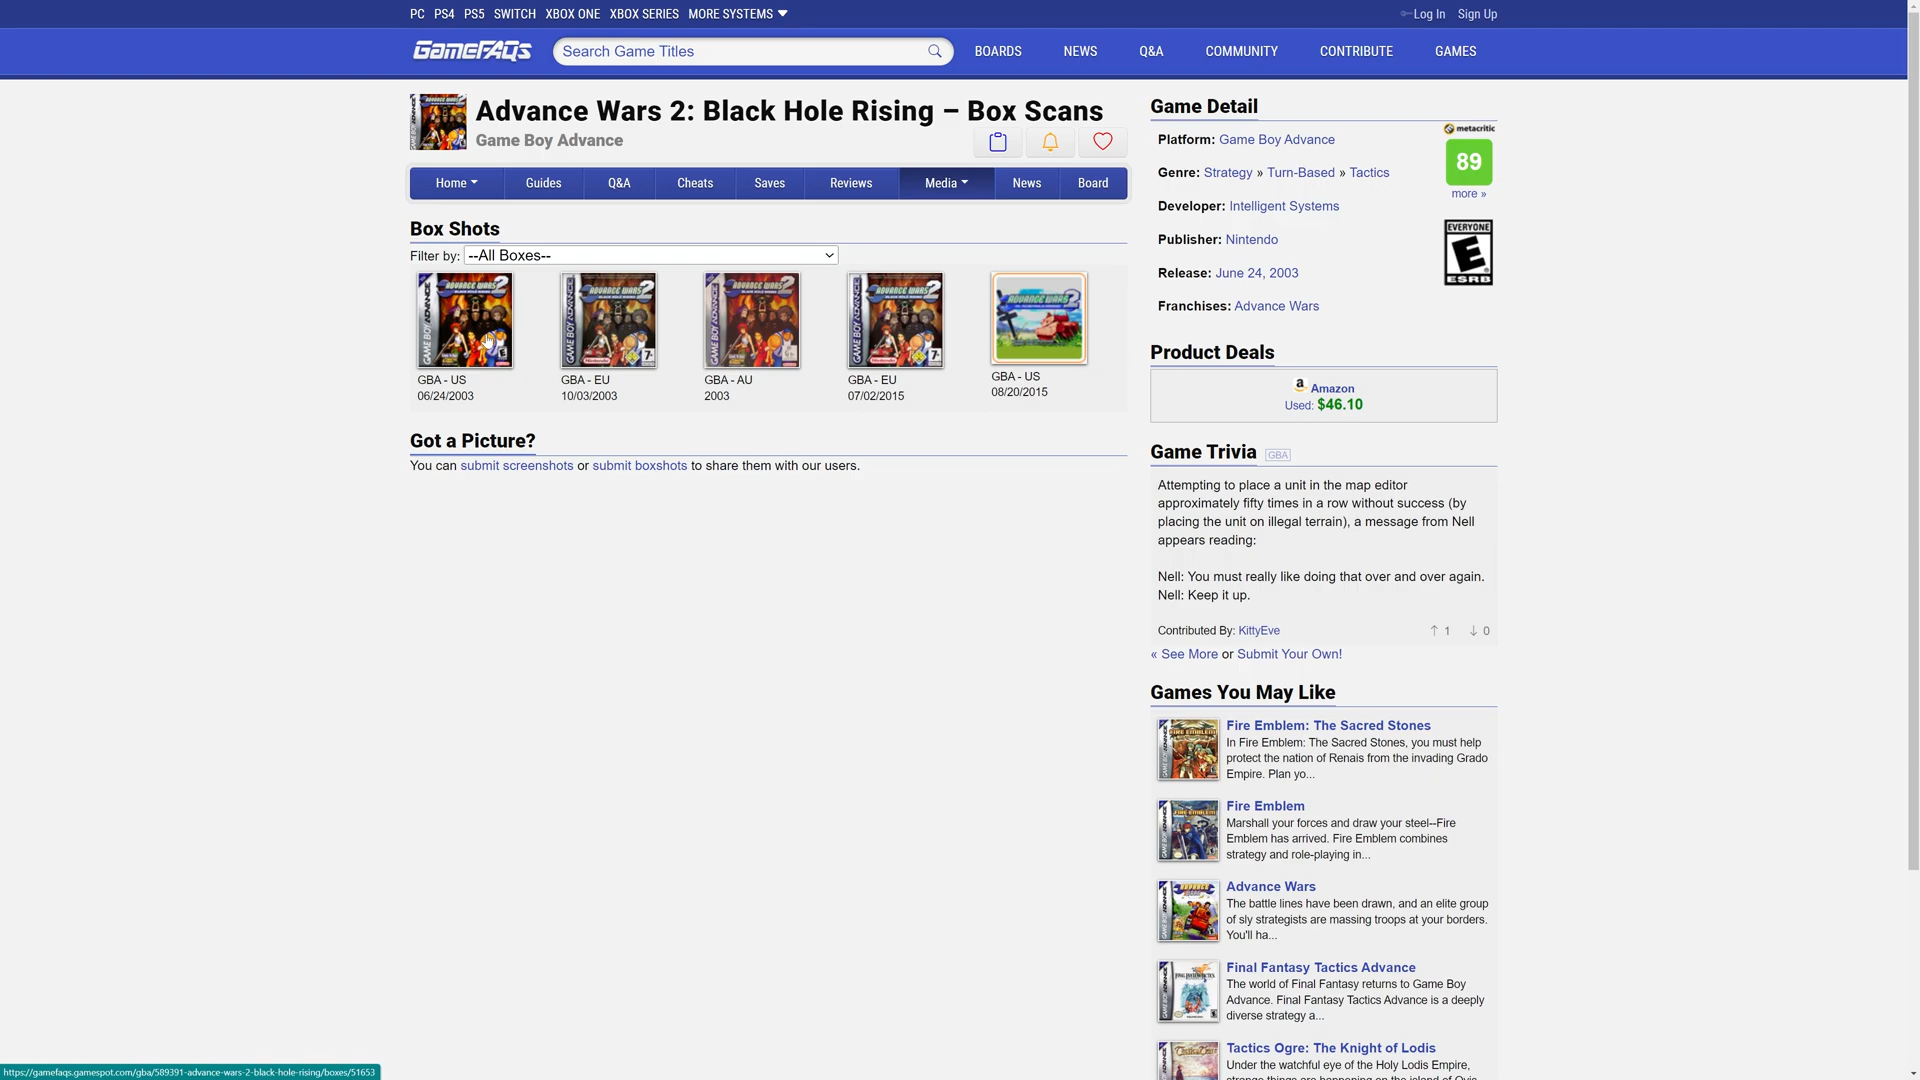 PC PS4 PS5 SWITCH XBOX ONE XBOX SERIES MORE SYSTEMS
Log In Sign Up
GameFAQs
Search Game Titles
BOARDS NEWS Q&A COMMUNITY CONTRIBUTE GAMES
Advance Wars 2: Black Hole Rising – Box Scans
Game Boy Advance
Home Guides Q&A Cheats Saves Reviews Media News Board
Box Shots
Filter by: --All Boxes--
GBA - US
06/24/2003
GBA - EU
10/03/2003
GBA - AU
2003
GBA - EU
07/02/2015
GBA - US
08/20/2015
Got a Picture?
You can submit screenshots or submit boxshots to share them with our users.
Game Detail
Platform: Game Boy Advance
Genre: Strategy » Turn-Based » Tactics
Developer: Intelligent Systems
Publisher: Nintendo
Release: June 24, 2003
Franchises: Advance Wars
metacritic
89
more »
EVERYONE
E
ESRB
Product Deals
a Amazon
Used: $46.10
Game Trivia GBA
Attempting to place a unit in the map editor
approximately fifty times in a row without success (by
placing the unit on illegal terrain), a message from Nell
appears reading:
Nell: You must really like doing that over and over again.
Nell: Keep it up.
Contributed By: KittyEve ↑ 1 ↓ 0
« See More or Submit Your Own!
Games You May Like
Fire Emblem: The Sacred Stones
In Fire Emblem: The Sacred Stones, you must help
protect the nation of Renais from the invading Grado
Empire. Plan yo...
Fire Emblem
Marshall your forces and draw your steel--Fire
Emblem has arrived. Fire Emblem combines
strategy and role-playing in...
Advance Wars
The battle lines have been drawn, and an elite group
of sly strategists are massing troops at your borders.
You'll ha...
Final Fantasy Tactics Advance
The world of Final Fantasy returns to Game Boy
Advance. Final Fantasy Tactics Advance is a deeply
diverse strategy a...
Tactics Ogre: The Knight of Lodis
Under the watchful eye of the Holy Lodis Empire,
https://gamefaqs.gamespot.com/gba/589391-advance-wars-2-black-hole-rising/boxes/51653